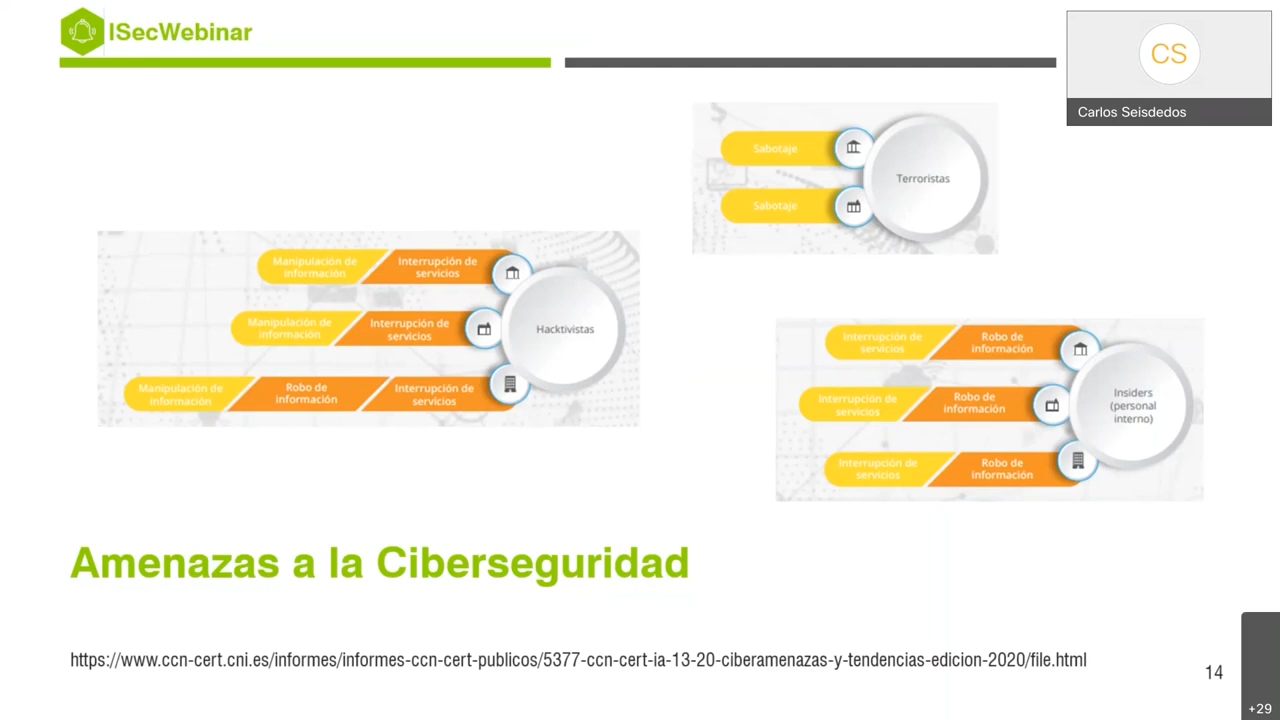 ISecWebinar
CS
Carlos Seisdedos
Sabotaje
Sabotaje
Terroristas
Manipulación de
información
Interrupción de
servicios
Manipulación de
información
Interrupción de
servicios
Manipulación de
información
Robo de
información
Interrupción de
servicios
Hacktivistas
Interrupción de
servicios
Robo de
información
Interrupción de
servicios
Robo de
información
Interrupción de
servicios
Robo de
información
Insiders
(personal
interno)
Amenazas a la Ciberseguridad
https://www.ccn-cert.cni.es/informes/informes-ccn-cert-publicos/5377-ccn-cert-ia-13-20-ciberamenazas-y-tendencias-edicion-2020/file.html
14
+29